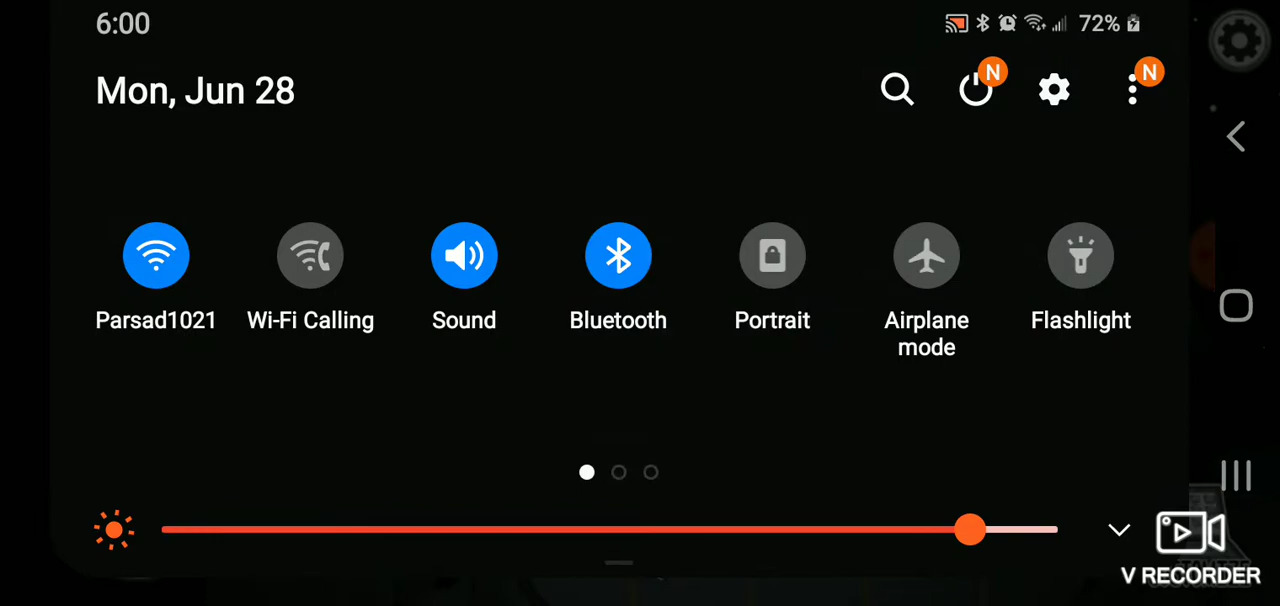 6:00
72%
Mon, Jun 28
N
N
Parsad1021
Wi-Fi Calling
Sound
Bluetooth
Portrait
Airplane
mode
Flashlight
V RECORDER